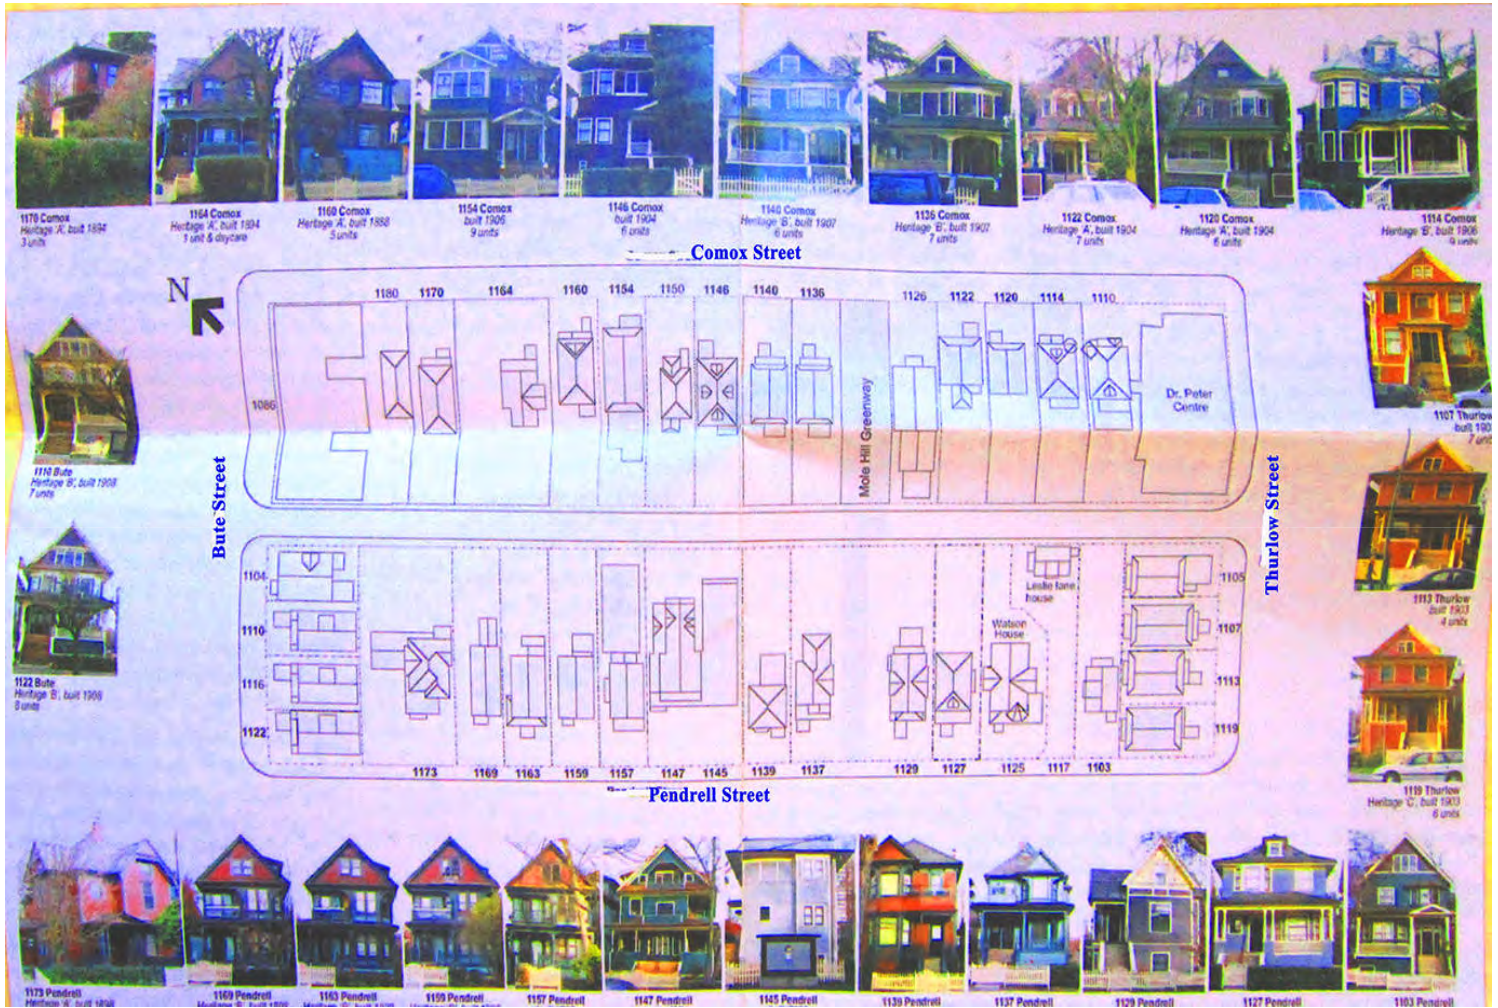 1170 Comox
Heritage 'A', built 1894
3 units
1164 Comox
Heritage 'A', built 1894
1 unit & daycare
1160 Comox
Heritage 'A', built 1888
5 units
1154 Comox
built 1906
9 units
1146 Comox
built 1904
6 units
1140 Comox
Heritage 'B', built 1907
6 units
1136 Comox
Heritage 'B', built 1907
7 units
1122 Comox
Heritage 'A', built 1904
7 units
1120 Comox
Heritage 'A', built 1904
6 units
1114 Comox
Heritage 'B', built 1906
9 units
Comox Street
N
1180 1170 1164 1160 1154 1150 1146 1140 1136 1126 1122 1120 1114 1110
1086
Mole Hill Greenway
Dr. Peter
Centre
1107 Thurlow
7 units
1110 Bute
Heritage 'B', built 1908
7 units
Bute Street
Thurlow Street
1104
1110
1116
1122
Leslie lane
house
Watson
House
1105
1107
1113
1119
1113 Thurlow
built 1903
4 units
1122 Bute
Heritage 'B', built 1908
8 units
1173 1169 1163 1159 1157 1147 1145 1139 1137 1129 1127 1125 1117 1103
Pendrell Street
1119 Thurlow
Heritage 'C', built 1903
6 units
1173 Pendrell
Heritage 'A', built 1898
1169 Pendrell
1163 Pendrell
1159 Pendrell
1157 Pendrell
1147 Pendrell
1145 Pendrell
1139 Pendrell
1137 Pendrell
1129 Pendrell
1127 Pendrell
1103 Pendrell